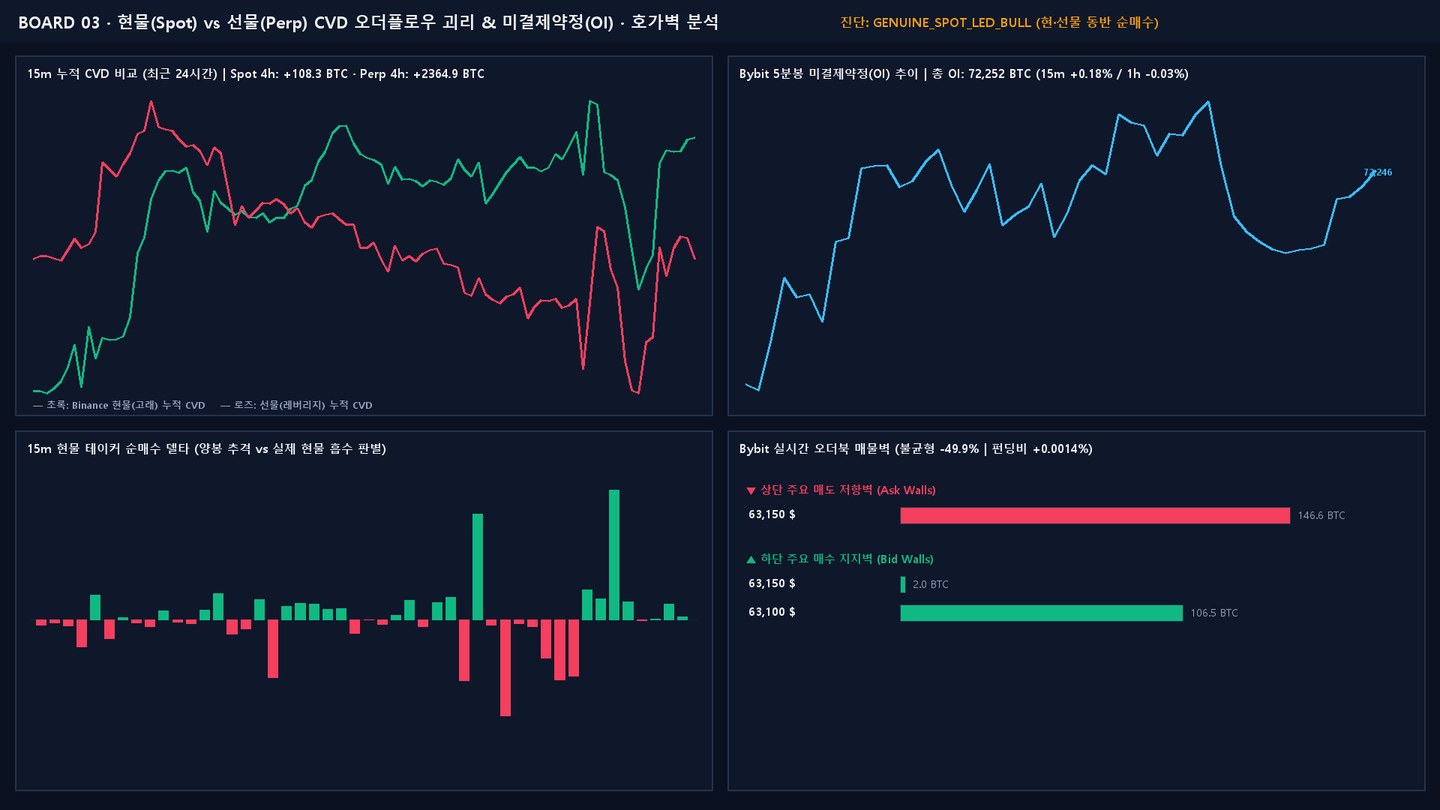 BOARD 03 · 현물(Spot) vs 선물(Perp) CVD 오더플로우 괴리 & 미결제약정(OI) · 호가벽 분석
진단: GENUINE_SPOT_LED_BULL (현·선물 동반 순매수)
15m 누적 CVD 비교 (최근 24시간) | Spot 4h: +108.3 BTC · Perp 4h: +2364.9 BTC
— 초록: Binance 현물(고래) 누적 CVD
— 로즈: 선물(레버리지) 누적 CVD
Bybit 5분봉 미결제약정(OI) 추이 | 총 OI: 72,252 BTC (15m +0.18% / 1h -0.03%)
72,246
15m 현물 테이커 순매수 델타 (양봉 추격 vs 실제 현물 흡수 판별)
Bybit 실시간 오더북 매물벽 (불균형 -49.9% | 펀딩비 +0.0014%)
▼ 상단 주요 매도 저항벽 (Ask Walls)
63,150 $
146.6 BTC
▲ 하단 주요 매수 지지벽 (Bid Walls)
63,150 $
2.0 BTC
63,100 $
106.5 BTC